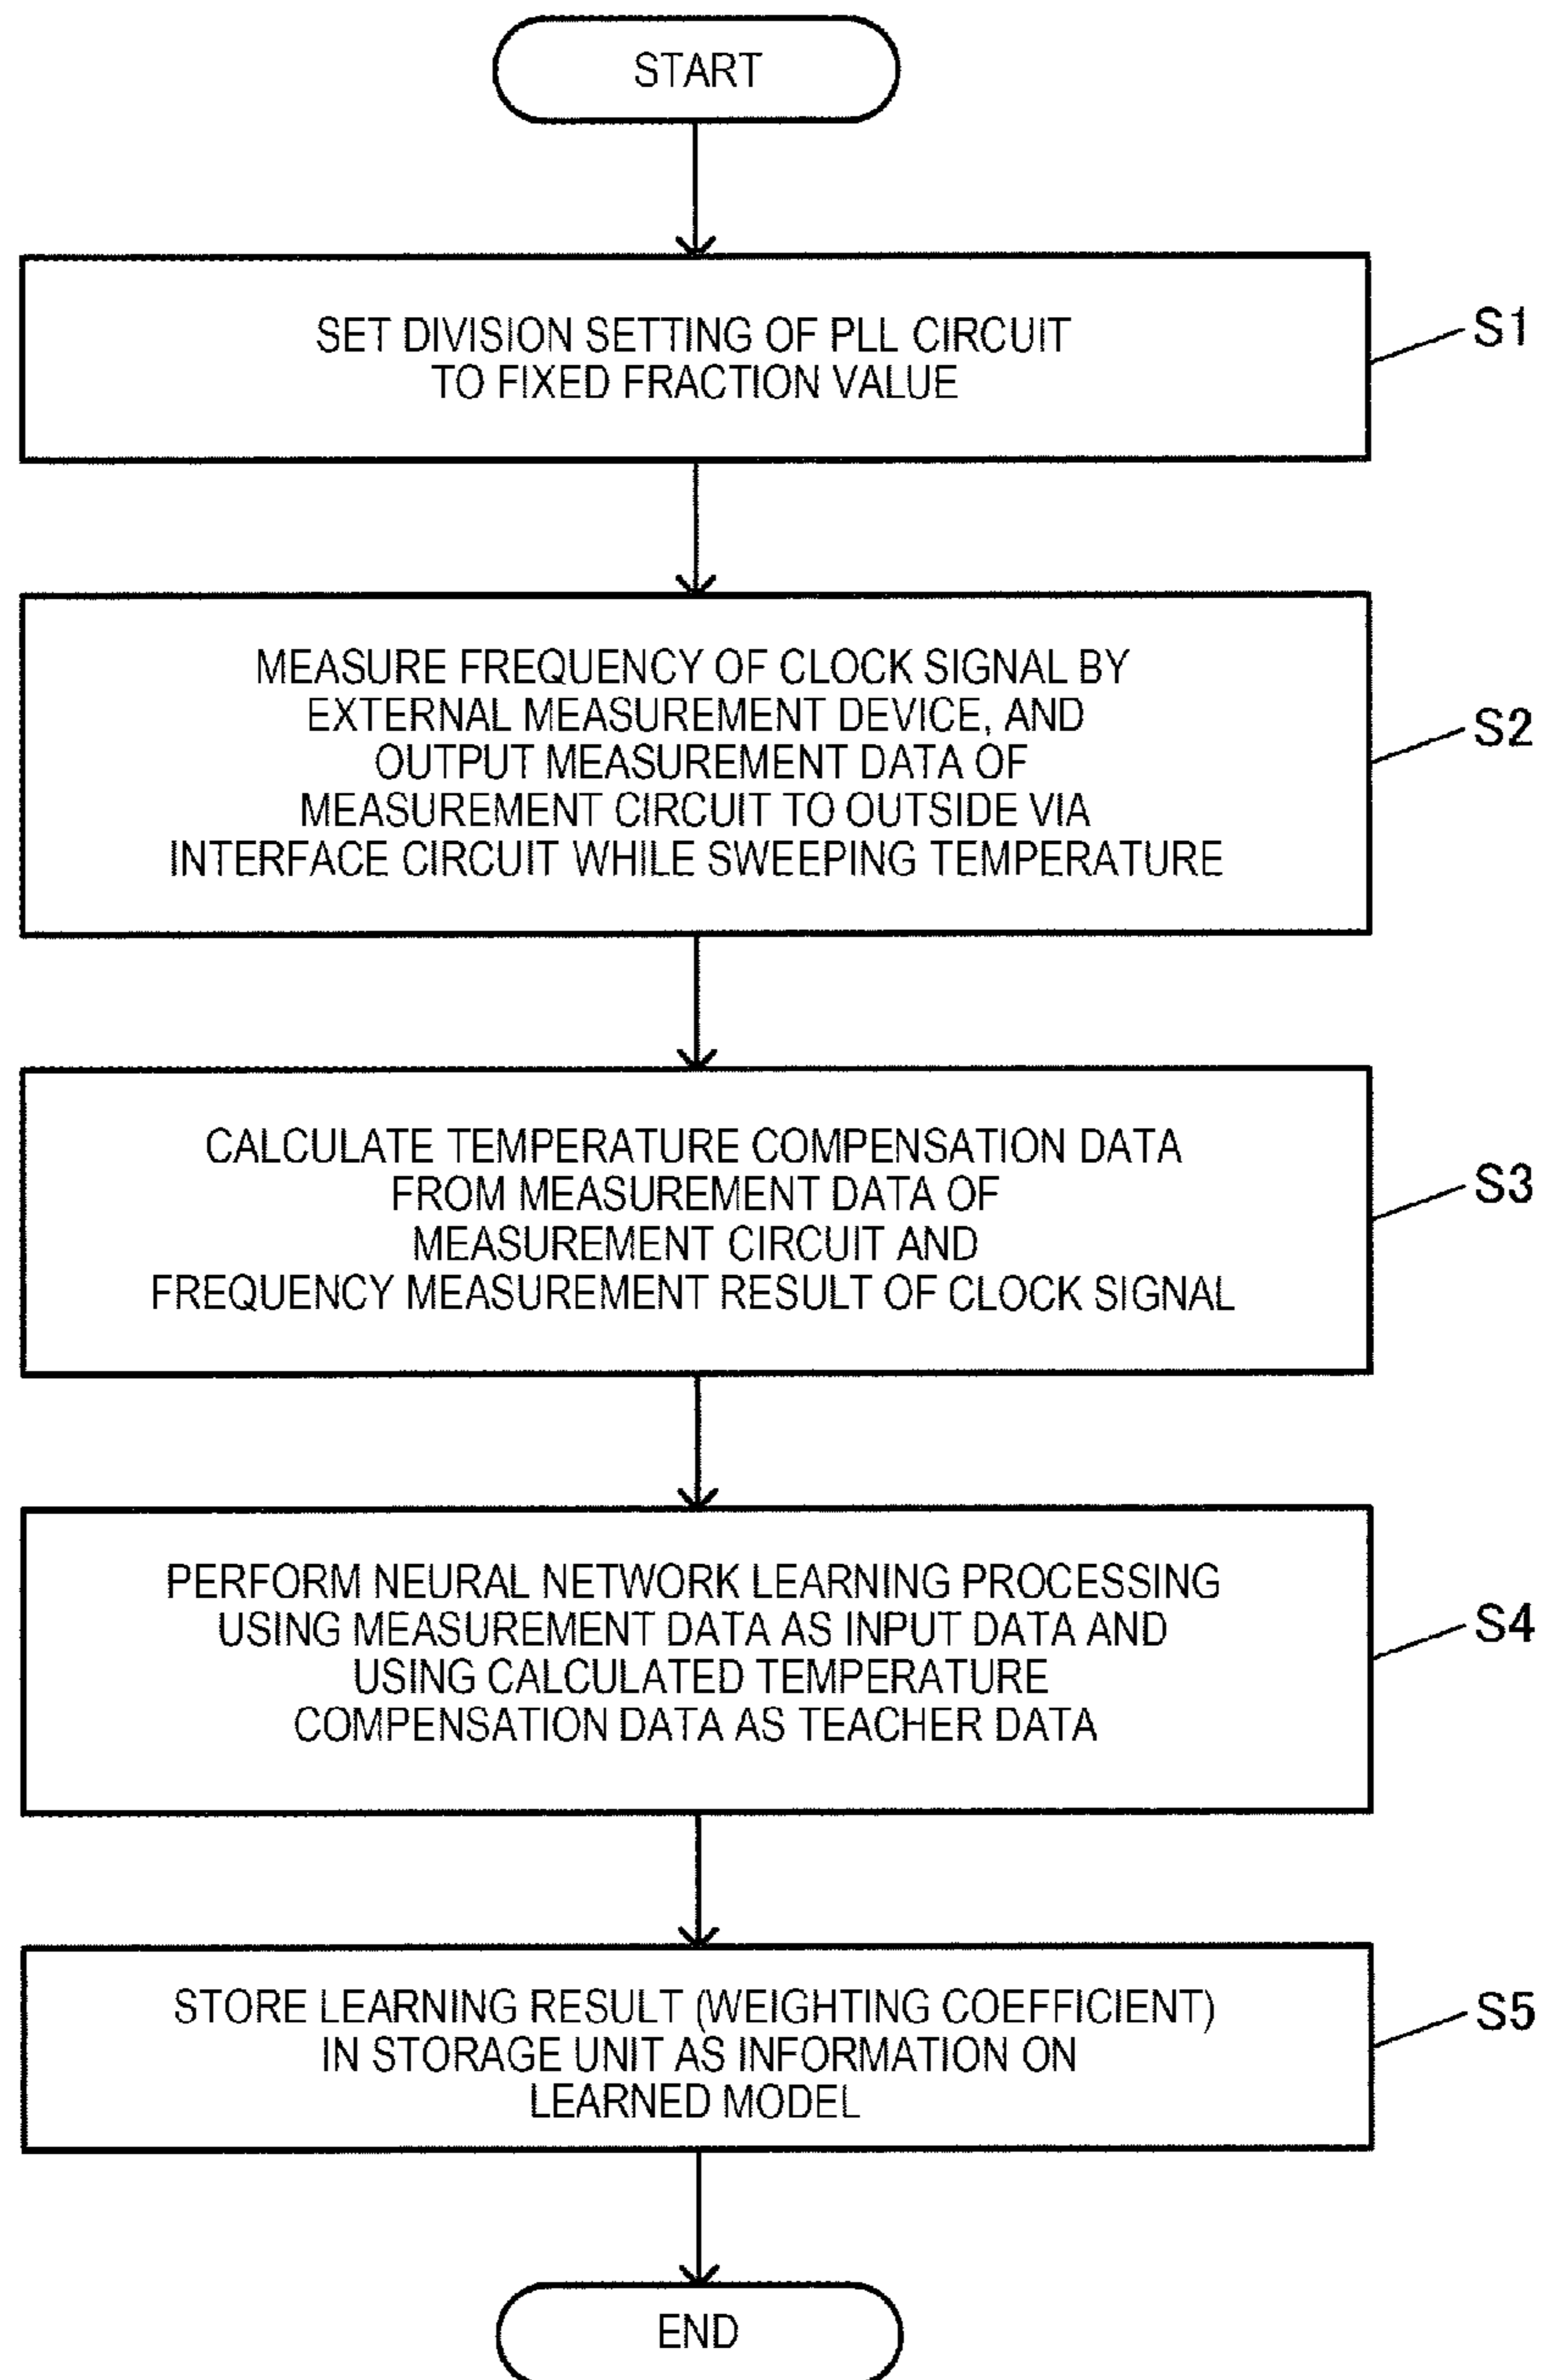 START
SET DIVISION SETTING OF PLL CIRCUIT
TO FIXED FRACTION VALUE
S1
MEASURE FREQUENCY OF CLOCK SIGNAL BY
EXTERNAL MEASUREMENT DEVICE, AND
OUTPUT MEASUREMENT DATA OF
MEASUREMENT CIRCUIT TO OUTSIDE VIA
INTERFACE CIRCUIT WHILE SWEEPING TEMPERATURE
S2
CALCULATE TEMPERATURE COMPENSATION DATA
FROM MEASUREMENT DATA OF
MEASUREMENT CIRCUIT AND
FREQUENCY MEASUREMENT RESULT OF CLOCK SIGNAL
S3
PERFORM NEURAL NETWORK LEARNING PROCESSING
USING MEASUREMENT DATA AS INPUT DATA AND
USING CALCULATED TEMPERATURE
COMPENSATION DATA AS TEACHER DATA
S4
STORE LEARNING RESULT (WEIGHTING COEFFICIENT)
IN STORAGE UNIT AS INFORMATION ON
LEARNED MODEL
S5
END